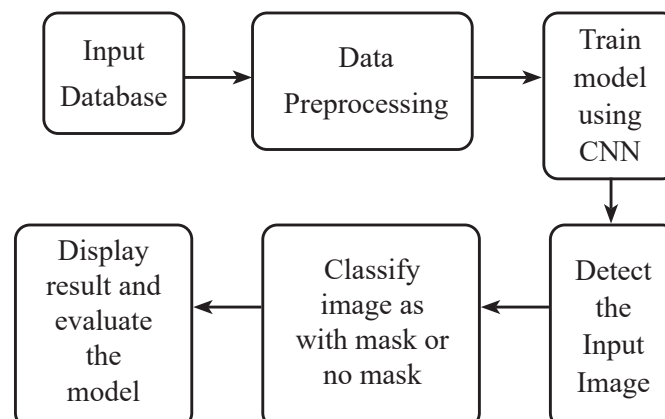 Input
Database
Data
Preprocessing
Train
model
using
CNN
Detect
the
Input
Image
Classify
image as
with mask or
no mask
Display
result and
evaluate
the
model